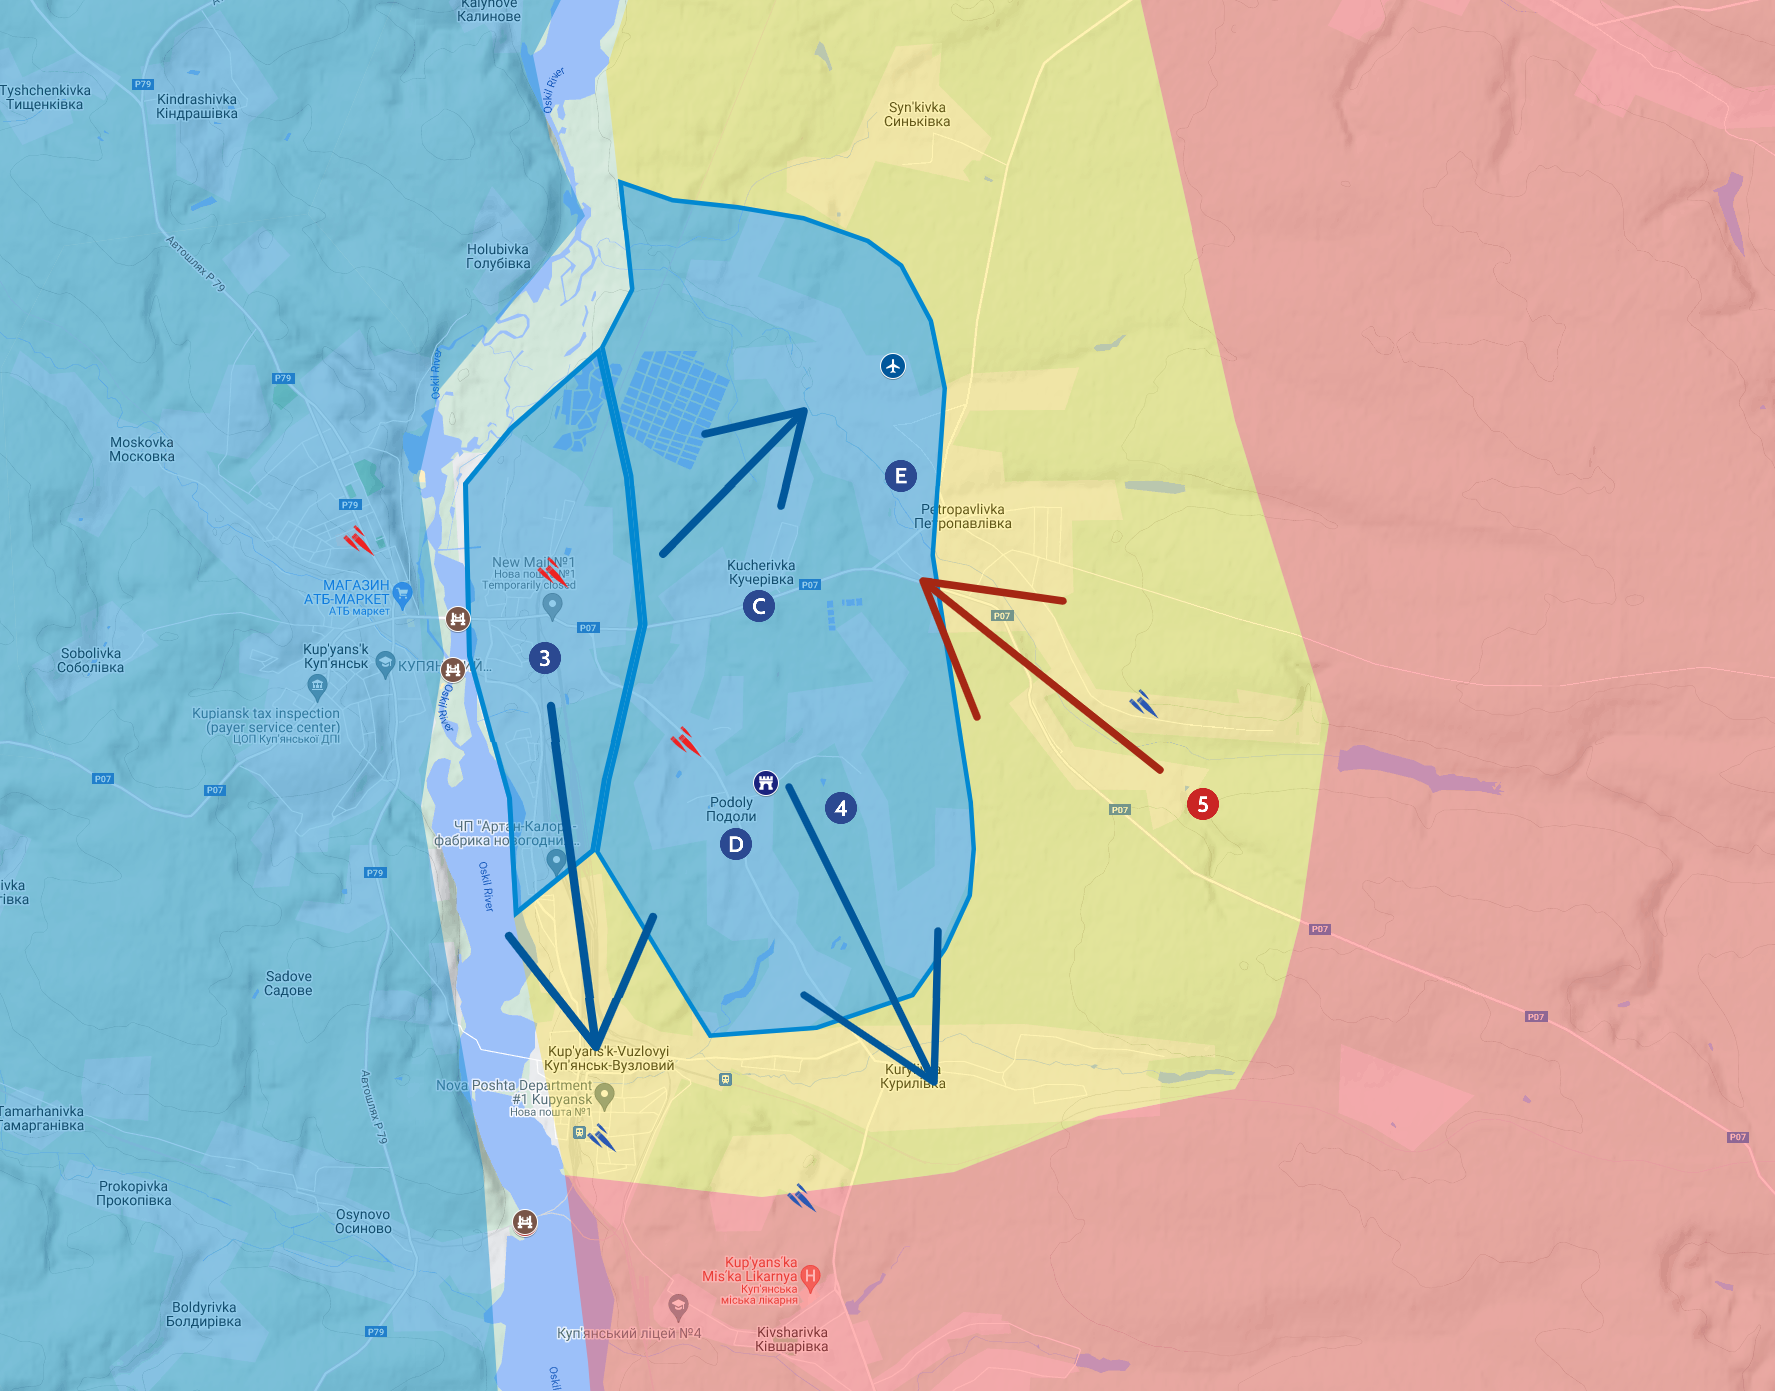 Kalynove
Калинове
P79
Oskil River
Tyshchenkivka
Тищенківка
Kindrashivka
Кіндрашівка
Syn'kivka
Синьківка
Автошлях Р 79
Holubivka
Голубівка
Oskil River
P79
Moskovka
Московка
P79
E
Petropavlivka
Петропавлівка
New Mail №1
Нова пошта №1
Temporarily closed
Kucherivka
Кучерівка
P07
C
МАГАЗИН
АТБ-МАРКЕТ
АТБ маркет
P07
P07
Kup'yans'k
Куп'янськ
Sobolivka
Соболівка
3
Oskil River
Kupiansk tax inspection
(payer service center)
ЦОП Куп'янської ДПІ
P07
P07
Podoly
Подоли
4
5
P07
D
ЧП "Артан-Калор-
фабрика новогодних...
P79
Oskil River
ivka
івка
P07
Sadove
Садове
P07
Kup'yans'k-Vuzlovyi
Куп'янськ-Вузловий
Курилівка
Nova Poshta Department
#1 Kupyansk
Нова пошта №1
Автошлях Р 79
Tamarhanivka
Тамарганівка
P07
Prokopivka
Прокопівка
Osynovo
Осиново
Kup'yans'ka
Mis'ka Likarnya
Куп'янська
міська лікарня
H
Boldyrivka
Болдирівка
P79
Куп'янський ліцей №4
Kivsharivka
Ківшарівка
Oskil